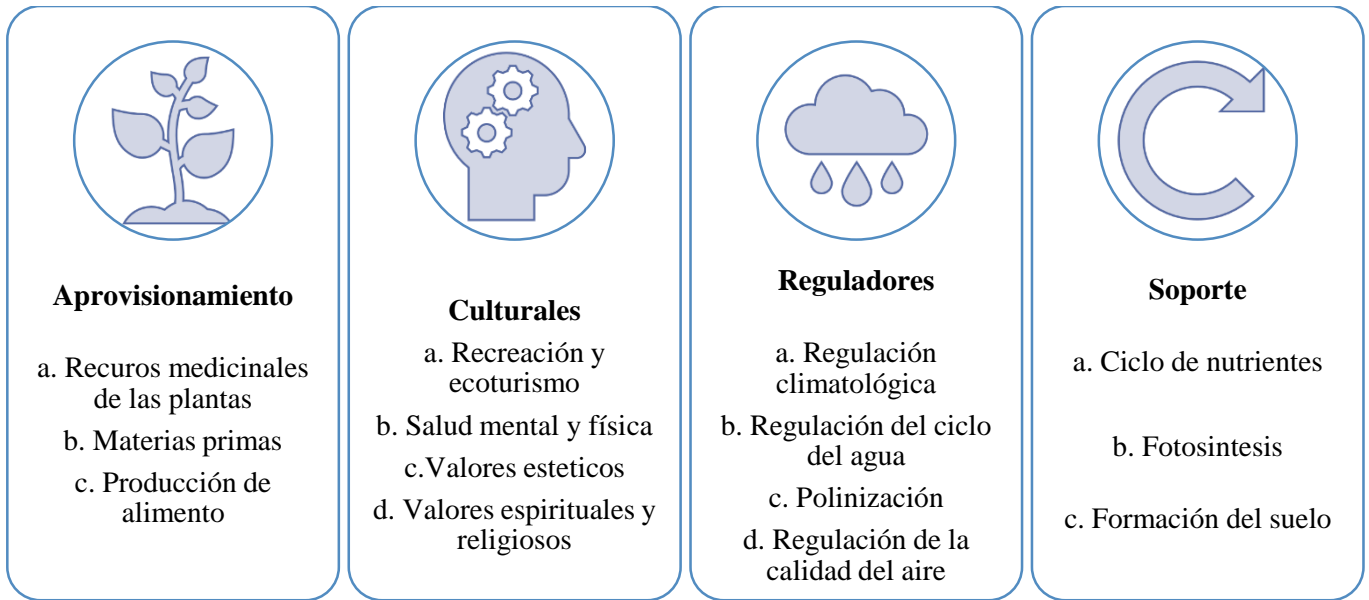 Aprovisionamiento
a. Recuros medicinales
de las plantas
b. Materias primas
c. Producción de
alimento
Culturales
a. Recreación y
ecoturismo
b. Salud mental y física
c.Valores esteticos
d. Valores espirituales y
religiosos
Reguladores
a. Regulación
climatológica
b. Regulación del ciclo
del agua
c. Polinización
d. Regulación de la
calidad del aire
Soporte
a. Ciclo de nutrientes
b. Fotosintesis
c. Formación del suelo